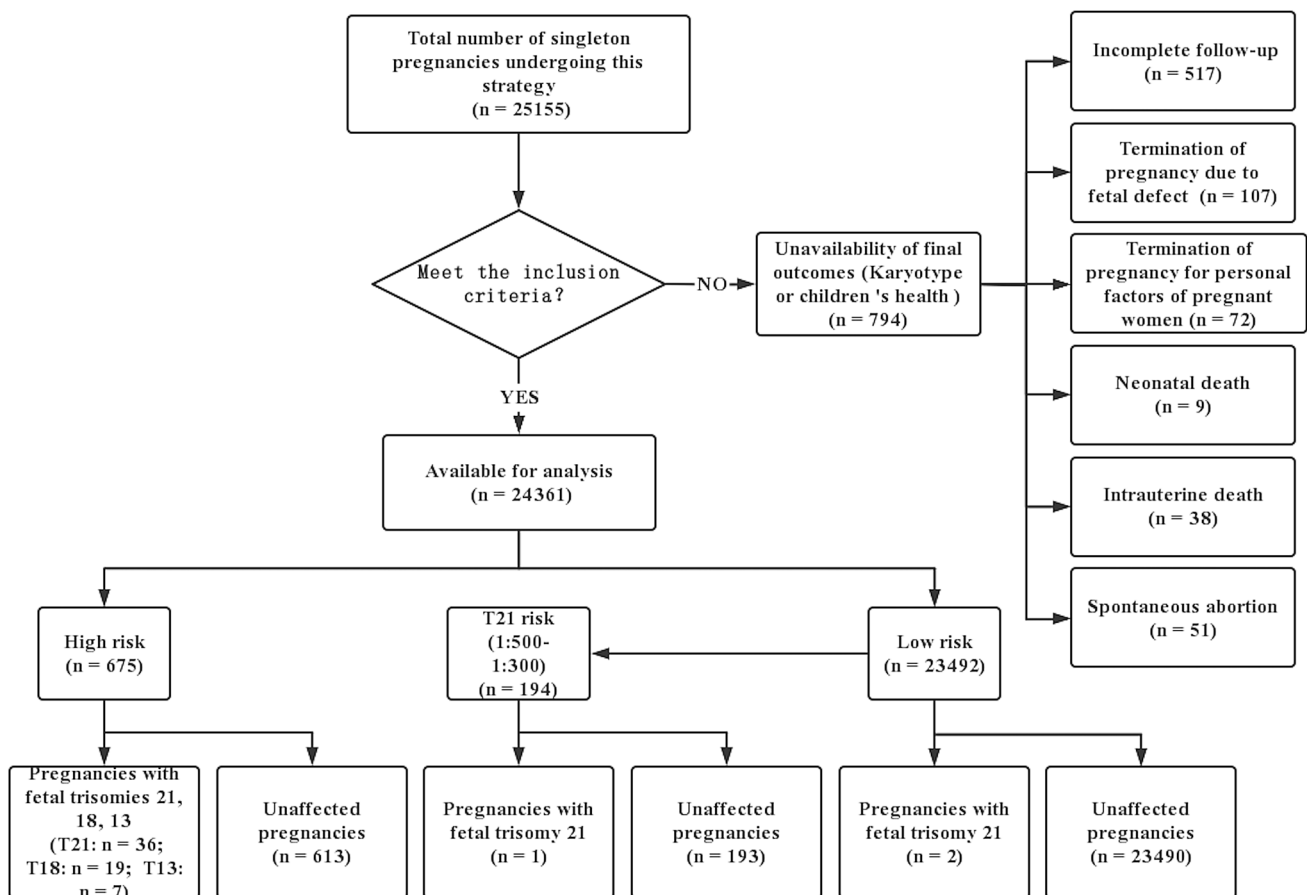 Total number of singleton
pregnancies undergoing this
strategy
(n = 25155)
Meet the inclusion
criteria?
NO
Unavailability of final
outcomes (Karyotype
or children 's health )
(n = 794)
Incomplete follow-up
(n = 517)
Termination of
pregnancy due to
fetal defect (n = 107)
Termination of
pregnancy for personal
factors of pregnant
women (n = 72)
Neonatal death
(n = 9)
Intrauterine death
(n = 38)
Spontaneous abortion
(n = 51)
YES
Available for analysis
(n = 24361)
High risk
(n = 675)
T21 risk
(1:500-
1:300)
(n = 194)
Low risk
(n = 23492)
Pregnancies with
fetal trisomies 21,
18, 13
(T21: n = 36;
T18: n = 19; T13:
n = 7)
Unaffected
pregnancies
(n = 613)
Pregnancies with
fetal trisomy 21
(n = 1)
Unaffected
pregnancies
(n = 193)
Pregnancies with
fetal trisomy 21
(n = 2)
Unaffected
pregnancies
(n = 23490)